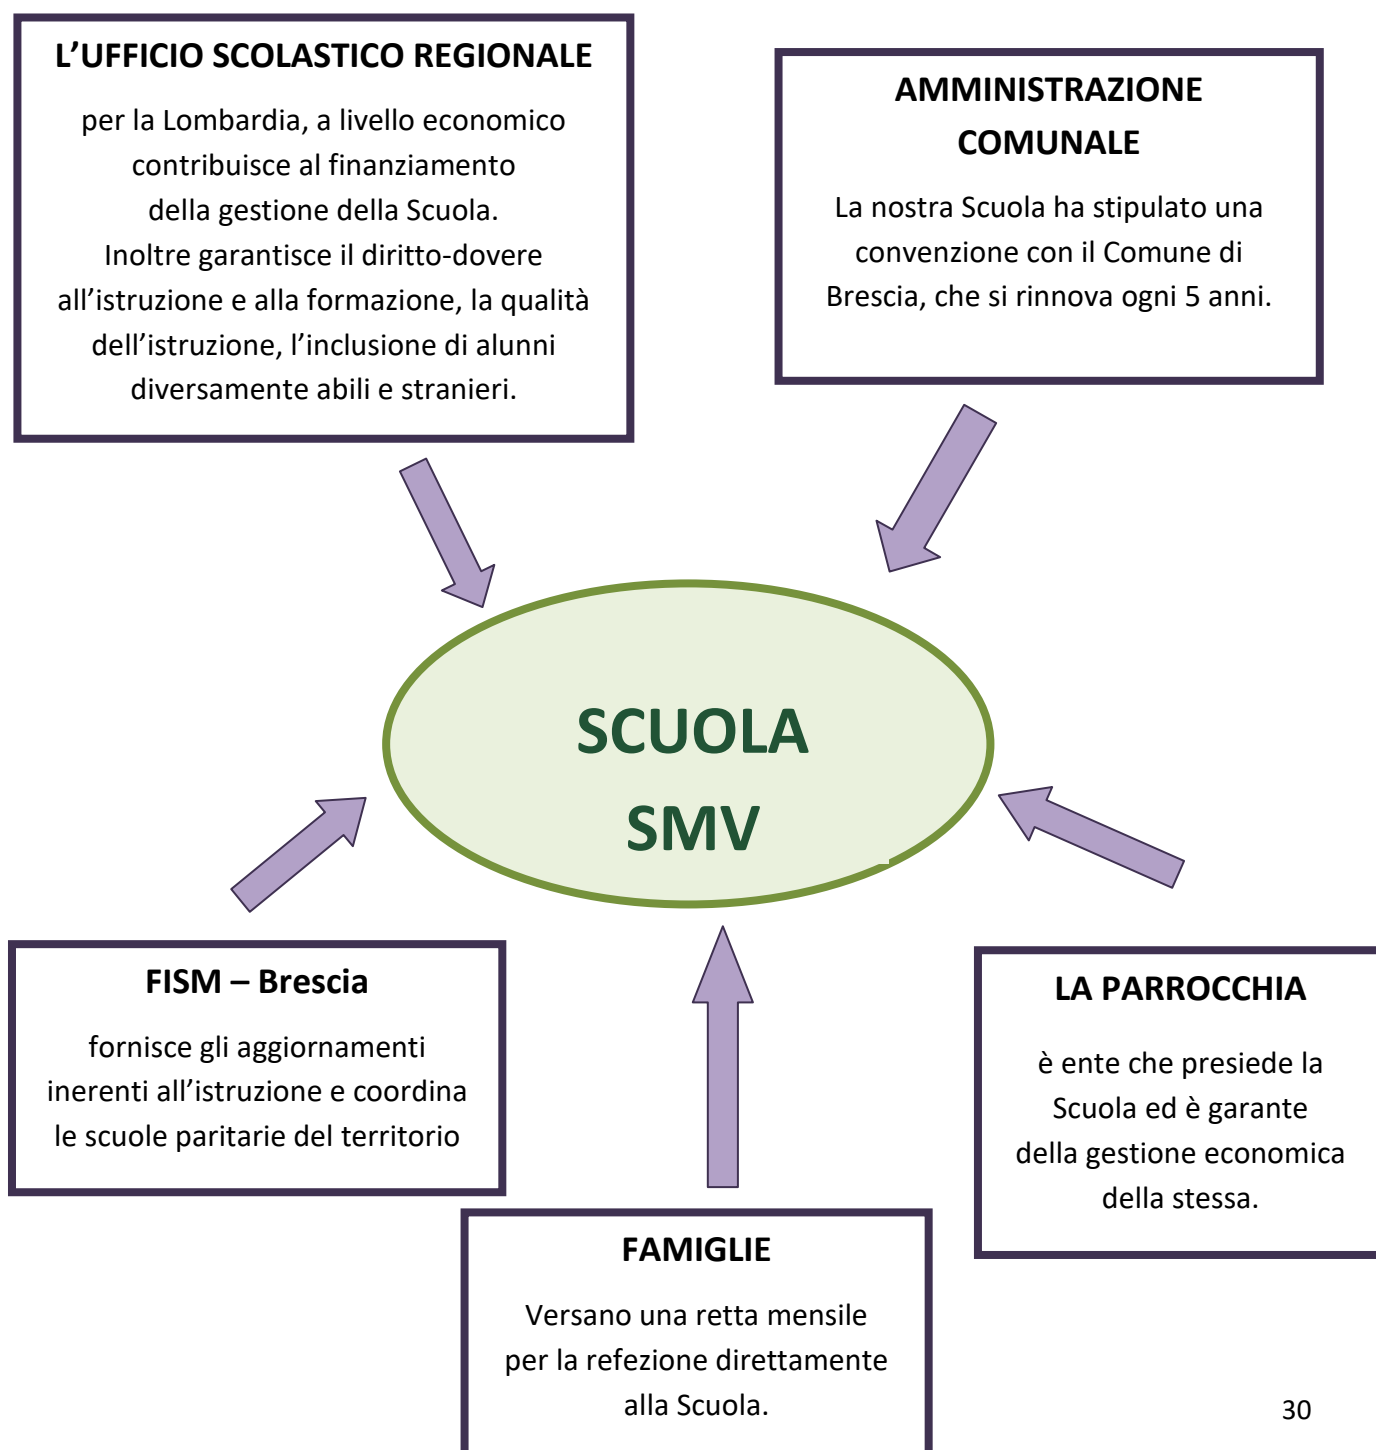 L’UFFICIO SCOLASTICO REGIONALE
per la Lombardia, a livello economico
contribuisce al finanziamento
della gestione della Scuola.
Inoltre garantisce il diritto-dovere
all’istruzione e alla formazione, la qualità
dell’istruzione, l’inclusione di alunni
diversamente abili e stranieri.
AMMINISTRAZIONE
COMUNALE
La nostra Scuola ha stipulato una
convenzione con il Comune di
Brescia, che si rinnova ogni 5 anni.
SCUOLA
SMV
FISM – Brescia
fornisce gli aggiornamenti
inerenti all’istruzione e coordina
le scuole paritarie del territorio
LA PARROCCHIA
è ente che presiede la
Scuola ed è garante
della gestione economica
della stessa.
FAMIGLIE
Versano una retta mensile
per la refezione direttamente
alla Scuola.
30